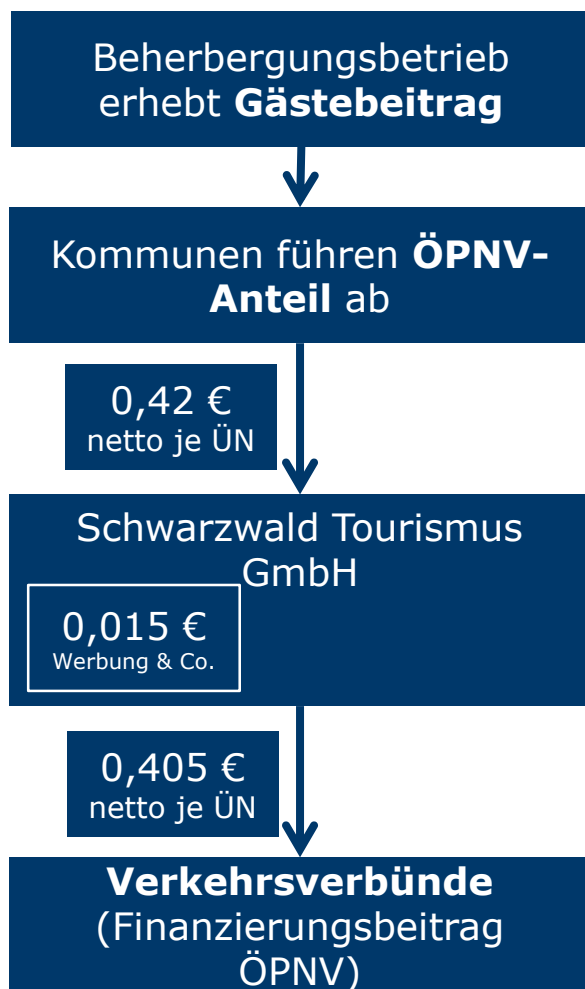 Beherbergungsbetrieb
erhebt Gästebeitrag
Kommunen führen ÖPNV-
Anteil ab
0,42 €
netto je ÜN
Schwarzwald Tourismus
GmbH
0,015 €
Werbung & Co.
0,405 €
netto je ÜN
Verkehrsverbünde
(Finanzierungsbeitrag
ÖPNV)